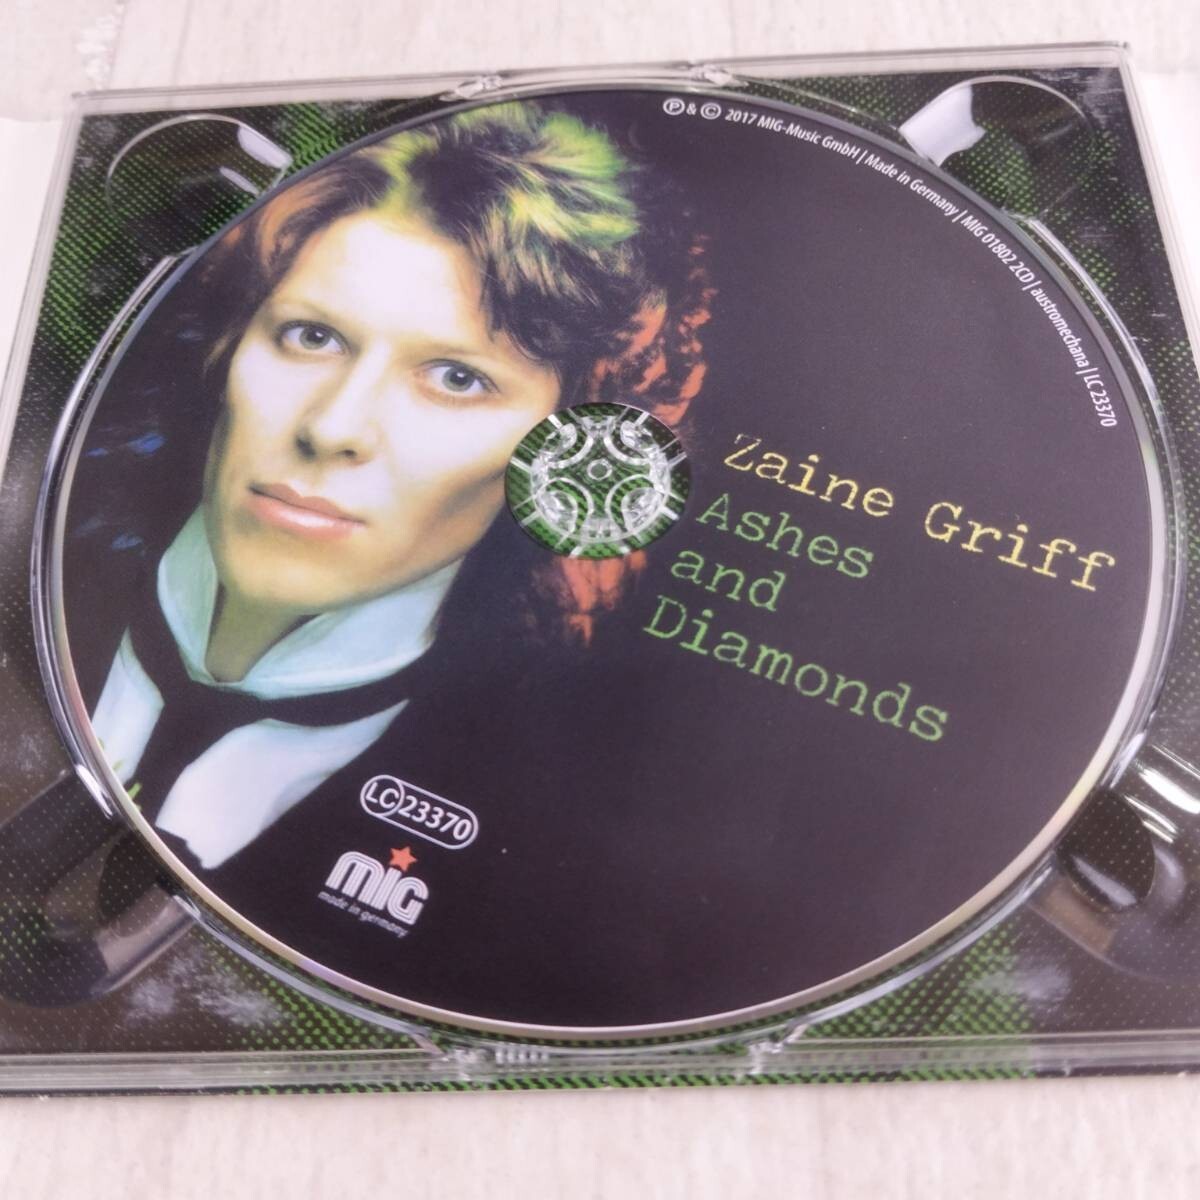 Ⓟ & © 2017 MIG-Music GmbH | Made in Germany | MIG 01802 2CD | austromechana | LC 23370
Zaine Griff
Ashes
and
Diamonds
LC 23370
MIG
made in germany